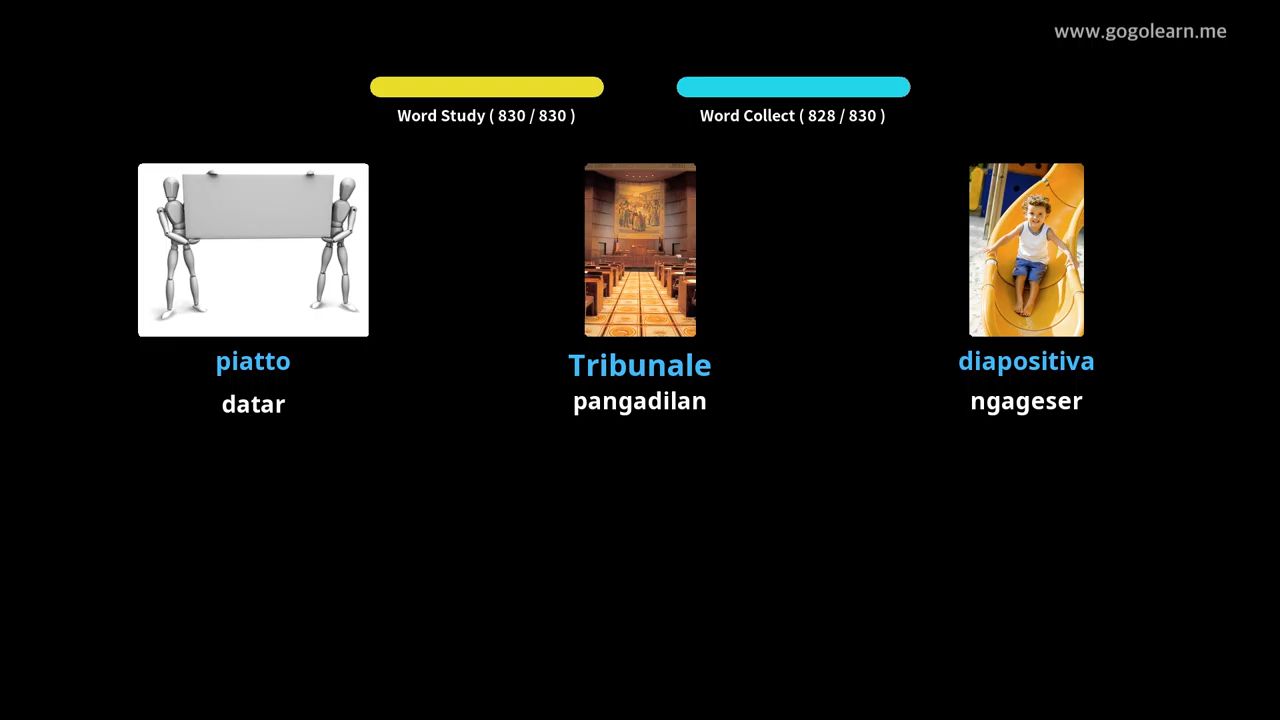 www.gogolearn.me
Word Study ( 830 / 830 )
Word Collect ( 828 / 830 )
piatto
datar
Tribunale
pangadilan
diapositiva
ngageser